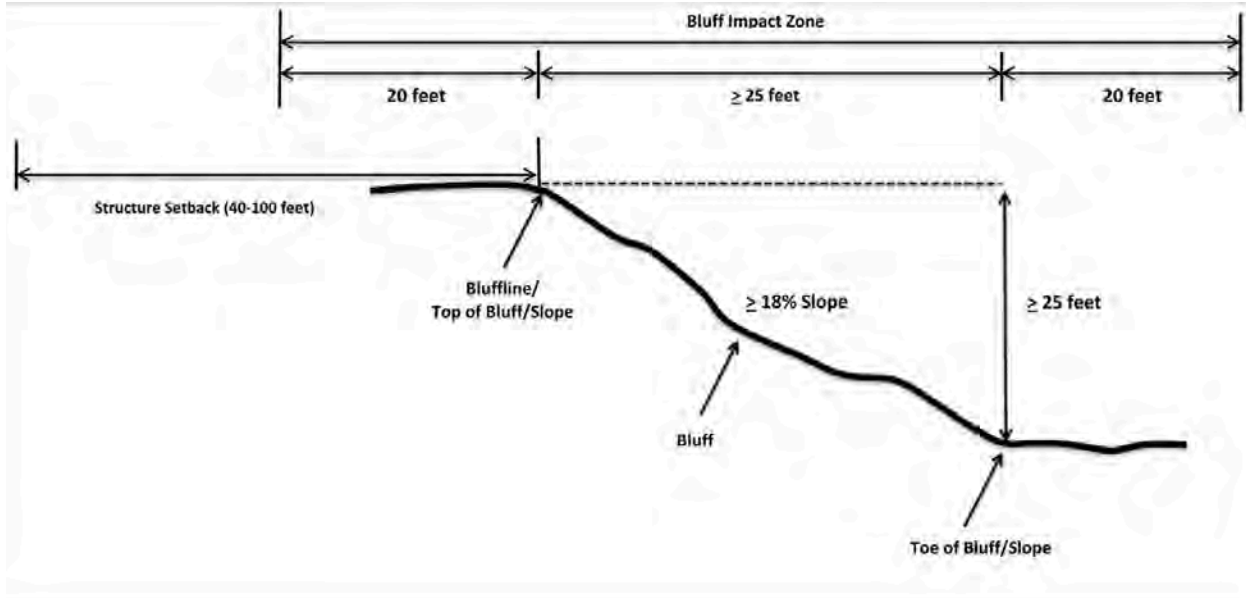 Bluff Impact Zone
20 feet
≥ 25 feet
20 feet
Structure Setback (40-100 feet)
Bluffline/
Top of Bluff/Slope
≥ 18% Slope
≥ 25 feet
Bluff
Toe of Bluff/Slope